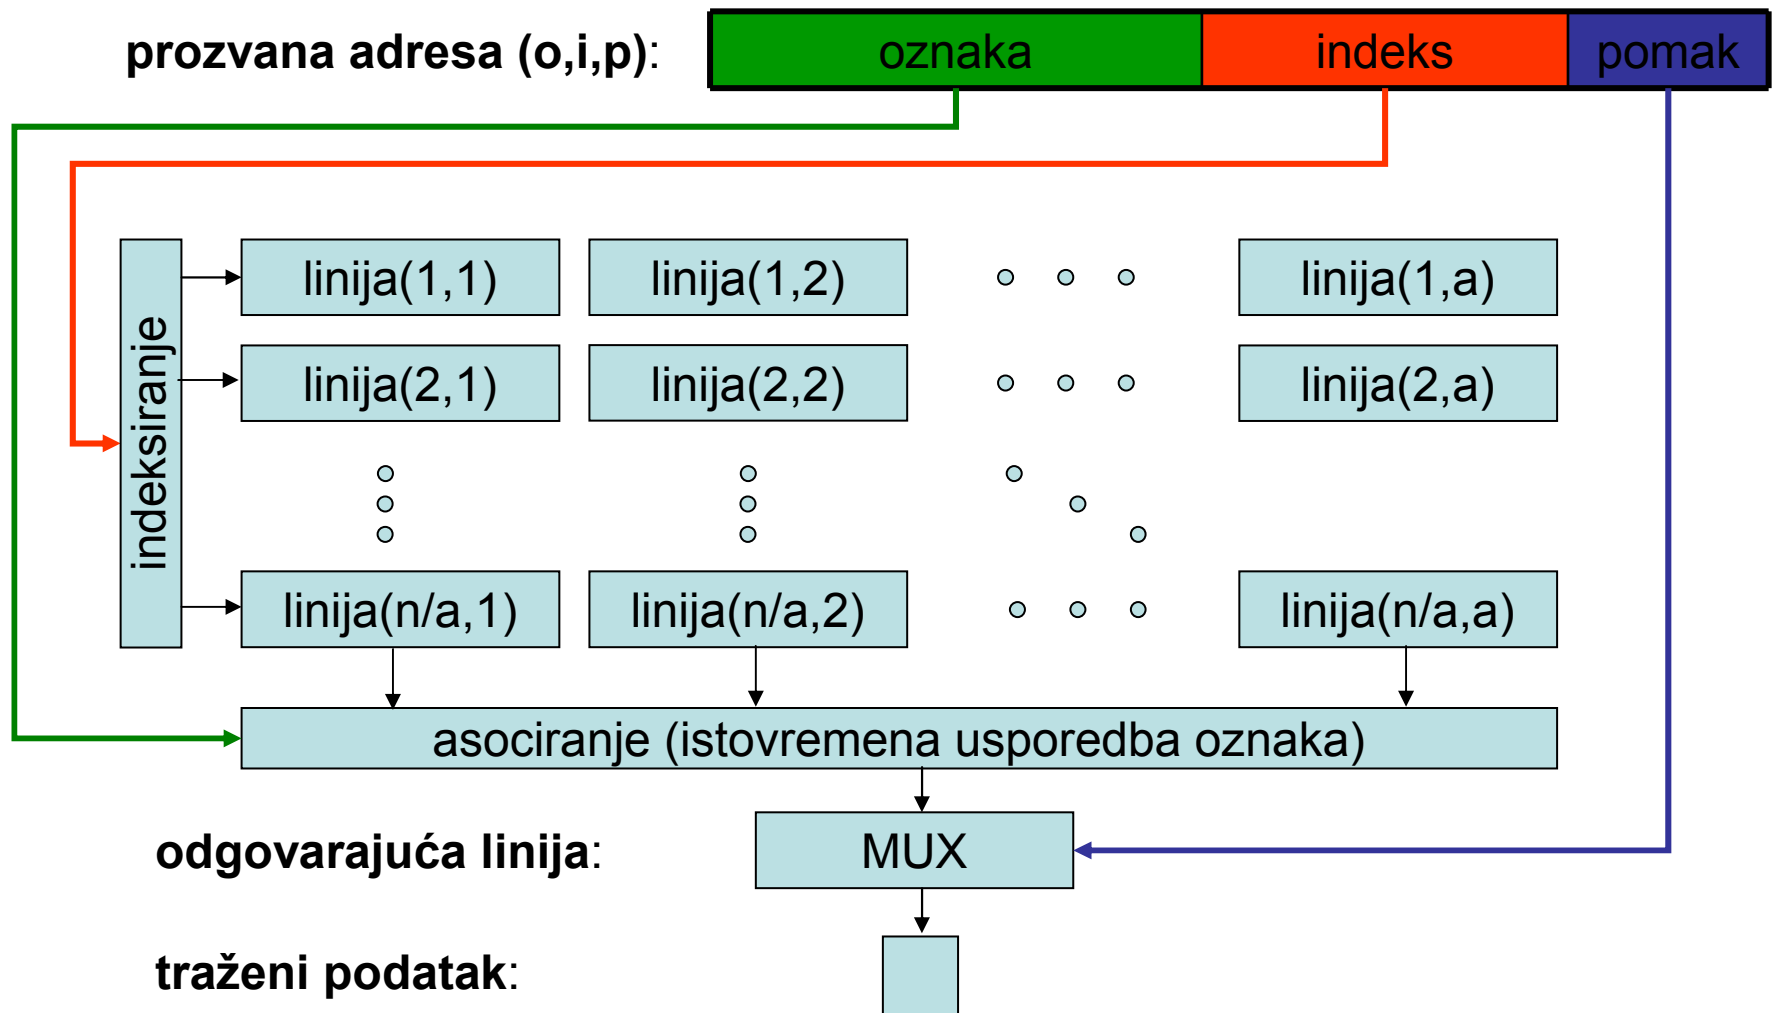 prozvana adresa (o,i,p): oznaka indeks pomak
indeksiranje
linija(1,1) linija(1,2) linija(1,a)
linija(2,1) linija(2,2) linija(2,a)
linija(n/a,1) linija(n/a,2) linija(n/a,a)
asociranje (istovremena usporedba oznaka)
odgovarajuća linija: MUX
traženi podatak: